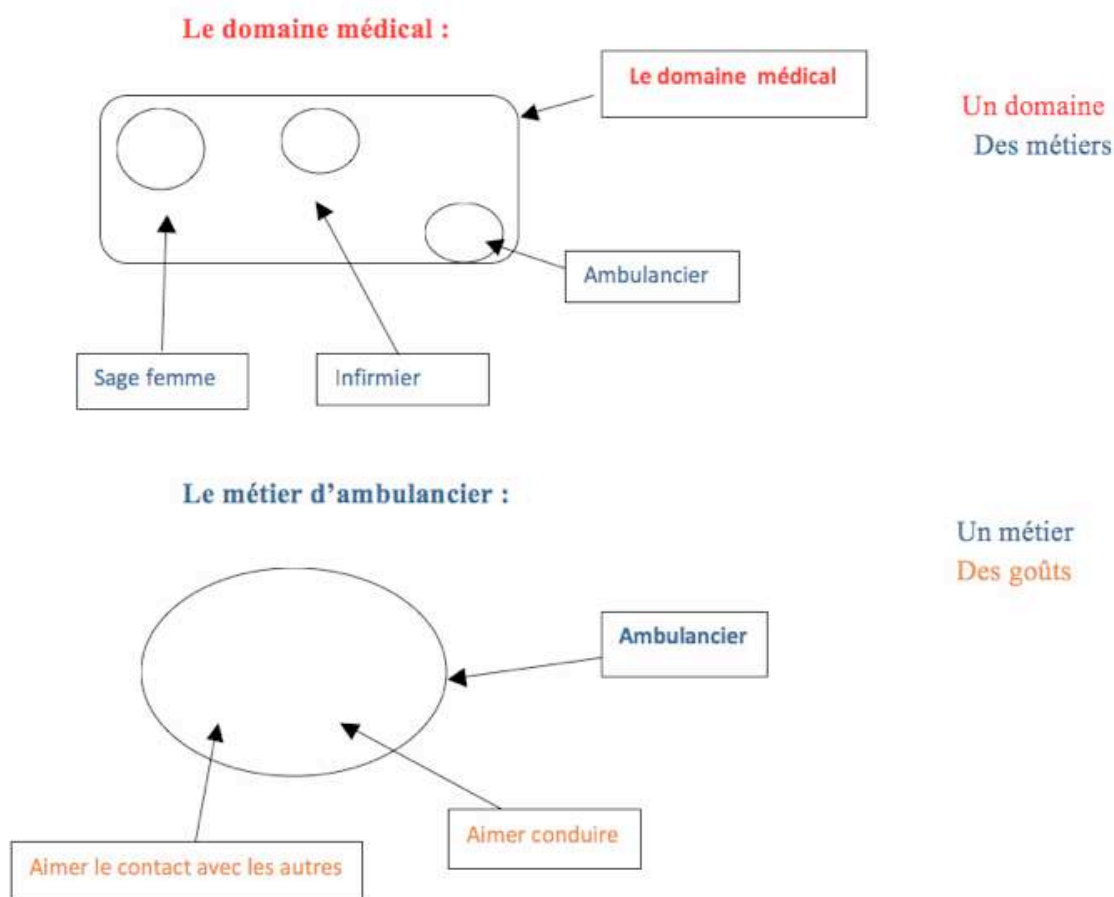 Le domaine médical :
Le domaine médical
Un domaine
Des métiers
Ambulancier
Sage femme
Infirmier
Le métier d’ambulancier :
Un métier
Des goûts
Ambulancier
Aimer conduire
Aimer le contact avec les autres